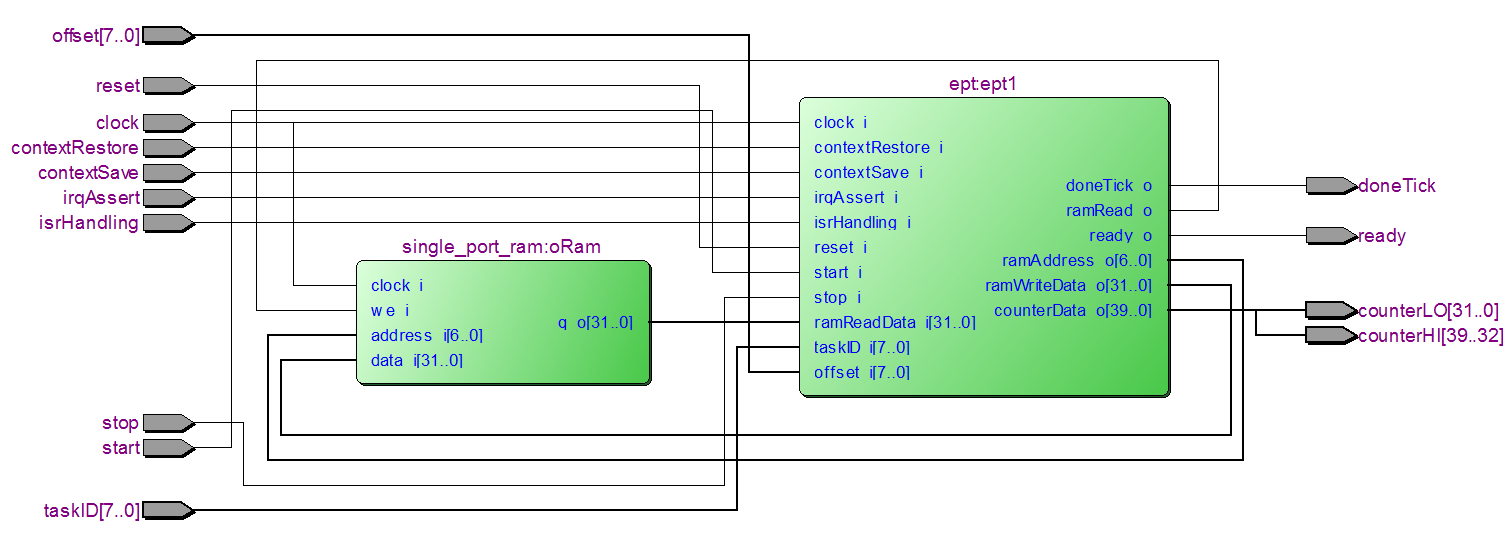 offset[7..0]
reset
clock
contextRestore
contextSave
irqAssert
isrHandling
stop
start
taskID[7..0]
single_port_ram:oRam
clock i
we i
address i[6..0]
data i[31..0]
q o[31..0]
ept:ept1
clock i
contextRestore i
contextSave i
irqAssert i
isrHandling i
reset i
start i
stop i
ramReadData i[31..0]
taskID i[7..0]
offset i[7..0]
doneTick o
ramRead o
ready o
ramAddress o[6..0]
ramWriteData o[31..0]
counterData o[39..0]
doneTick
ready
counterLO[31..0]
counterHI[39..32]